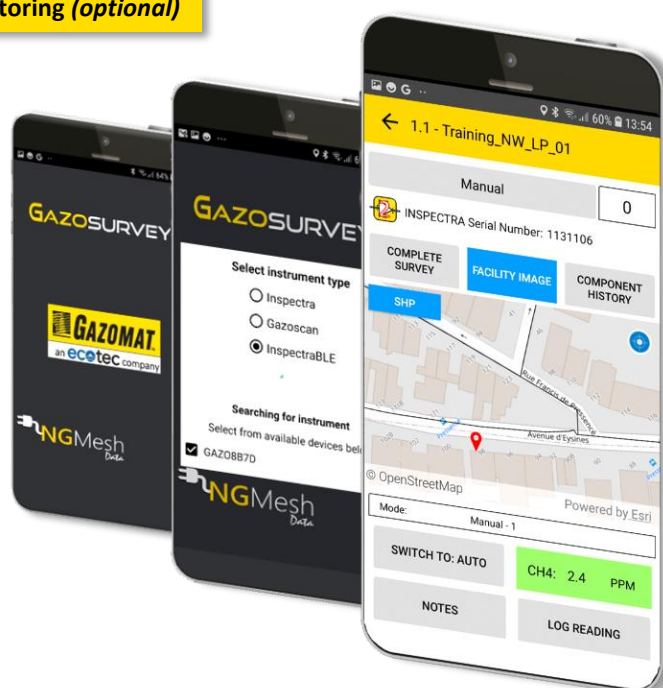 toring (optional)
64%
GAZOSURVEY
GAZOMAT
an ecotec company
NGMesh
Data
GAZOSURVE
Select instrument type
Inspectra
Gazoscan
InspectraBLE
Searching for instrument
Select from available devices bel
GAZO8B7D
NGMesh
Data
60% 13:54
1.1 - Training_NW_LP_01
Manual
0
INSPECTRA Serial Number: 1131106
COMPLETE
SURVEY
FACILITY IMAGE
COMPONENT
HISTORY
SHP
Rue Francis de Pressensé
Avenue d'Eysines
© OpenStreetMap
Powered by Esri
Mode:
Manual - 1
SWITCH TO: AUTO
CH4: 2.4 PPM
NOTES
LOG READING